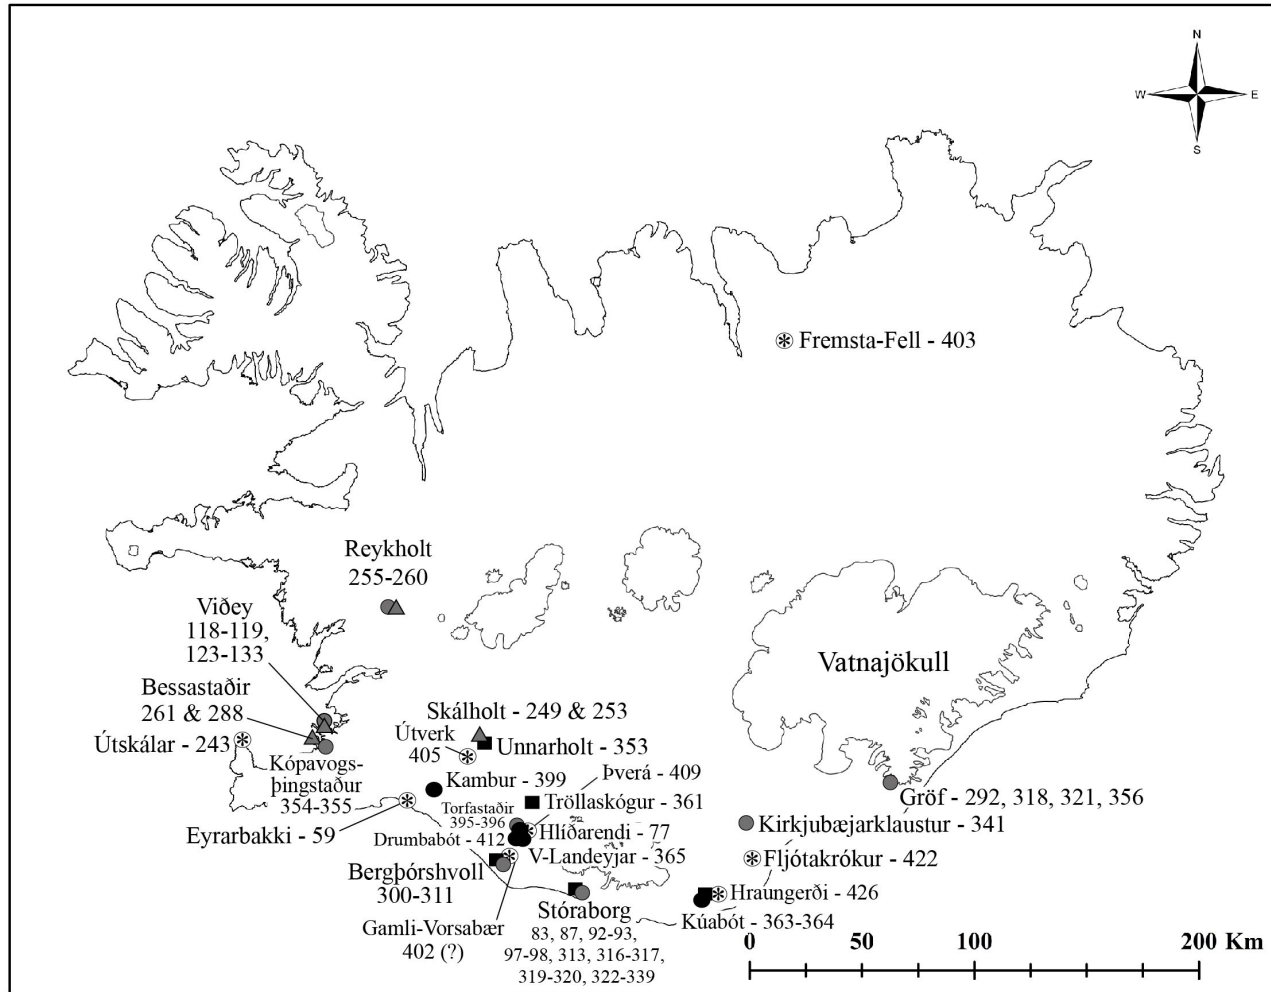 N
W
E
S
Fremsta-Fell - 403
Reykholt
255-260
Viðey
118-119,
123-133
Vatnajökull
Bessastaðir
261 & 288
Skálholt - 249 & 253
Útskálar - 243
Útverk
405
Unnarholt - 353
Kópavogs-
þingstaður
354-355
Kambur - 399
Þverá - 409
Gröf - 292, 318, 321, 356
Torfastaðir
395-396
Tröllaskógur - 361
Eyrarbakki - 59
Hlíðarendi - 77
Kirkjubæjarklaustur - 341
Drumbabót - 412
V-Landeyjar - 365
Fljótakrókur - 422
Bergþórshvoll
300-311
Hraungerði - 426
Stóraborg
83, 87, 92-93,
97-98, 313, 316-317,
319-320, 322-339
Kúabót - 363-364
Gamli-Vorsabær
402 (?)
0 50 100 200 Km